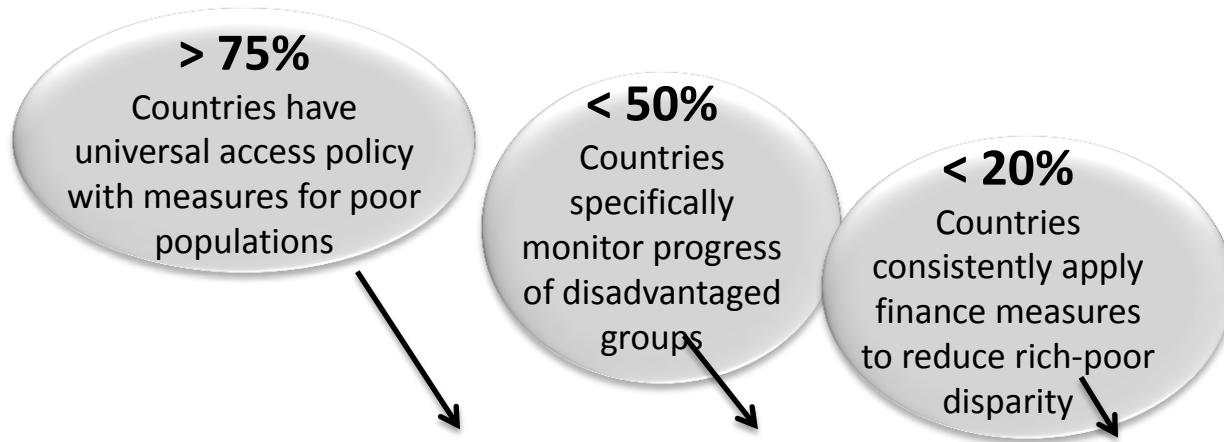 > 75%
Countries have
universal access policy
with measures for poor
populations
< 50%
Countries
specifically
monitor progress
of disadvantaged
groups
< 20%
Countries
consistently apply
finance measures
to reduce rich-poor
disparity